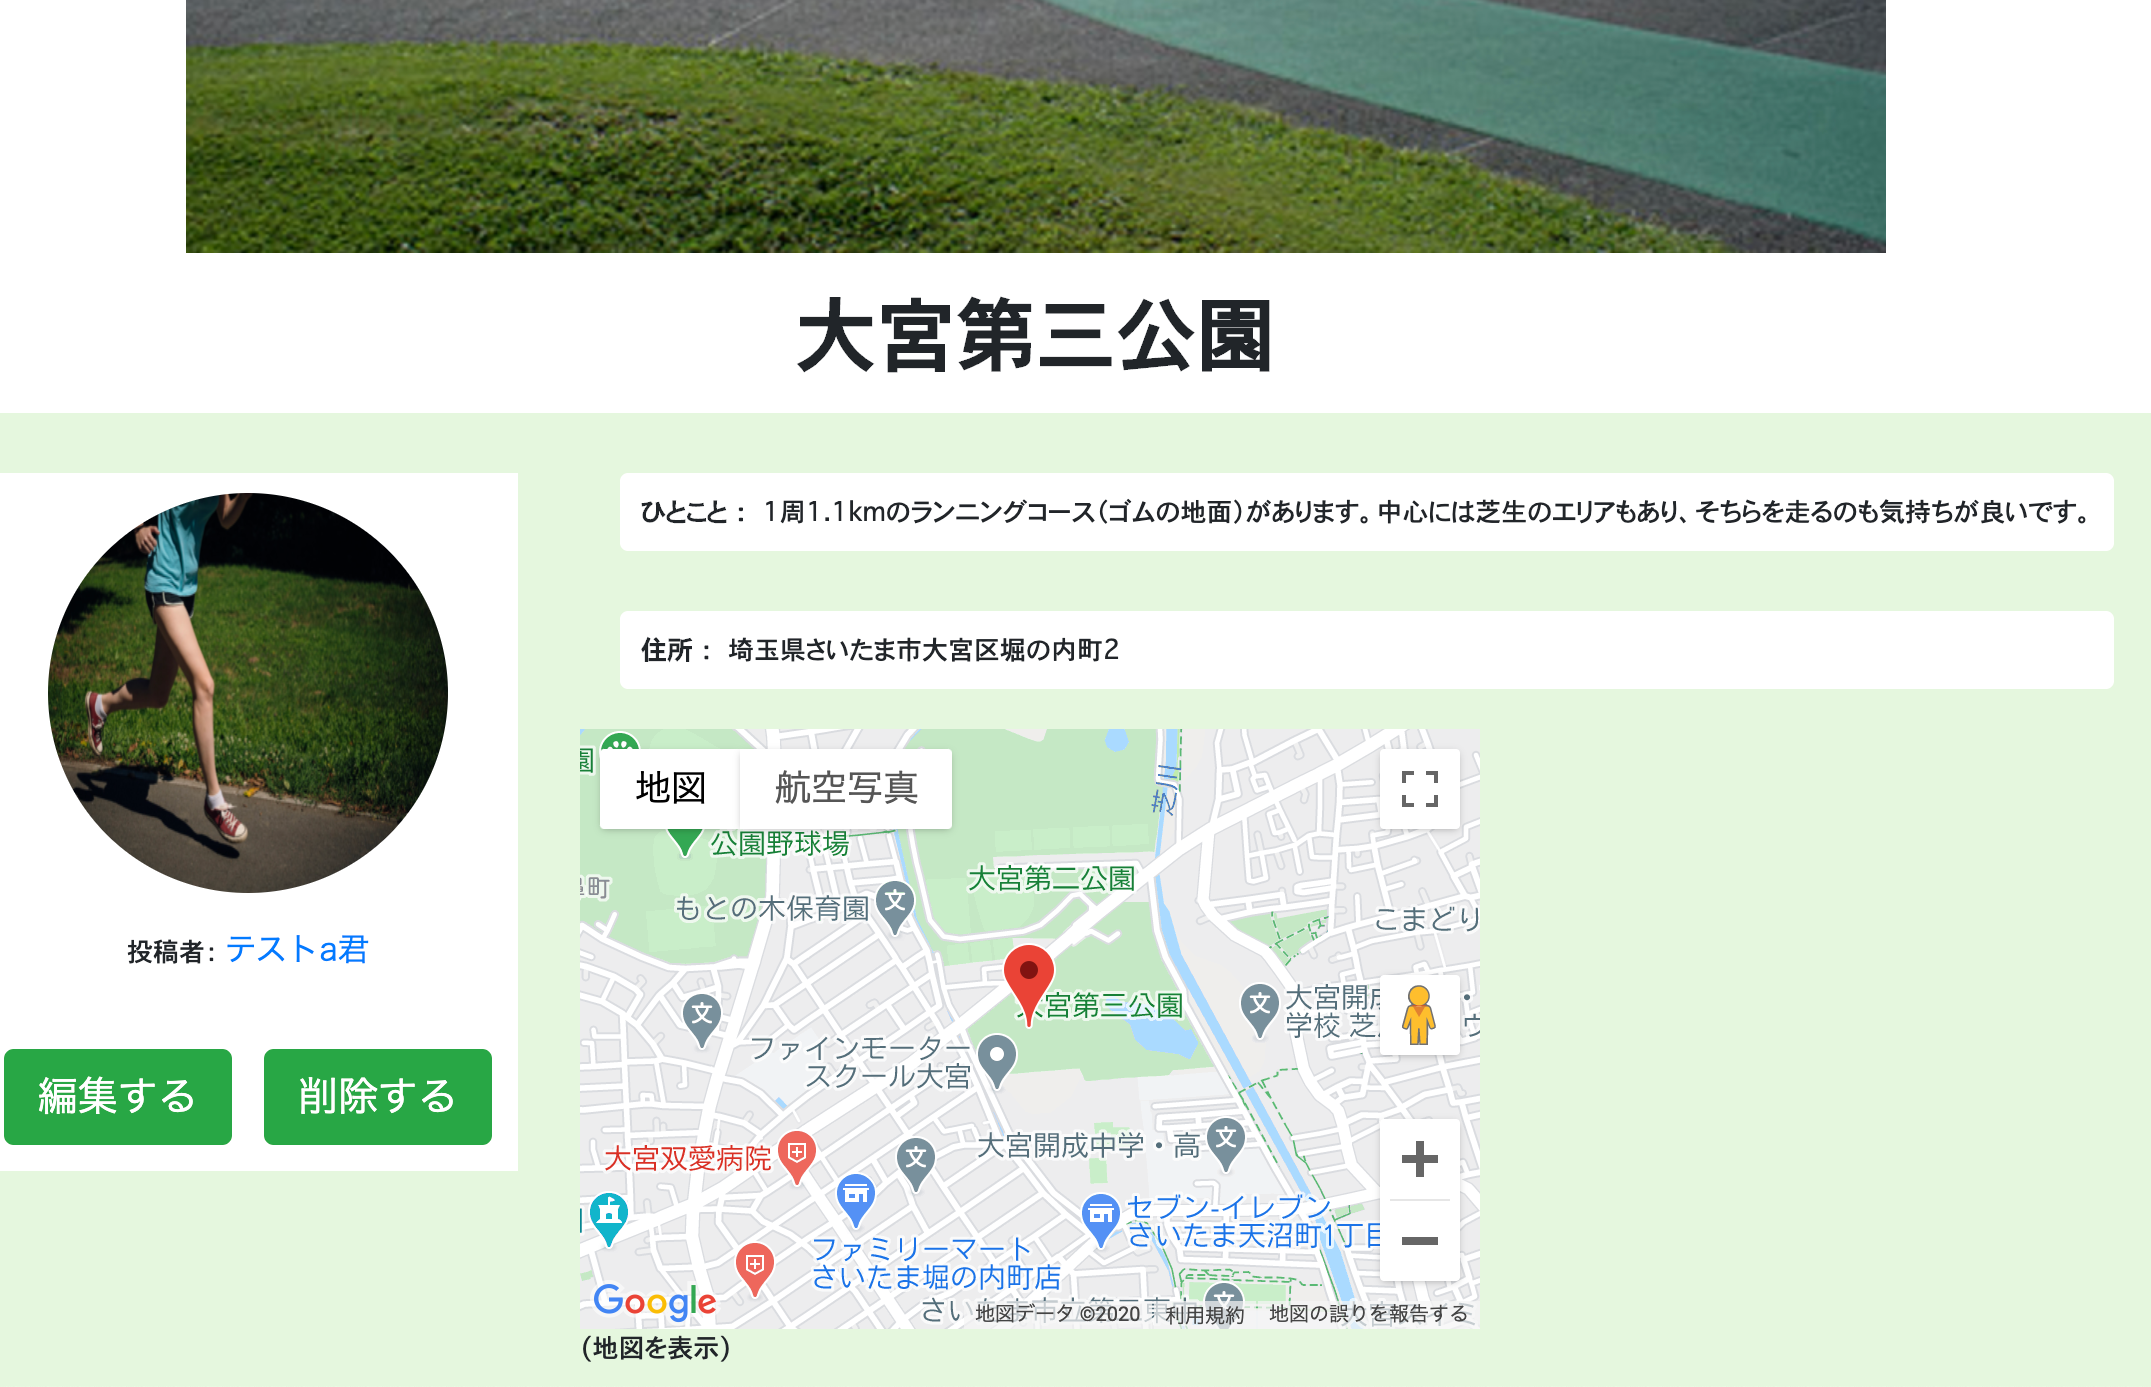 大宮第三公園
ひとこと： 1周1.1kmのランニングコース（ゴムの地面）があります。中心には芝生のエリアもあり、そちらを走るのも気持ちが良いです。
住所： 埼玉県さいたま市大宮区堀の内町2
投稿者: テストa君
編集する
削除する
地図
航空写真
園
公園野球場
芝川
大宮第二公園
町
もとの木保育園
こまどり
大宮第三公園
大宮開成
学校 芝
ファインモーター
スクール大宮
大宮開成中学・高
大宮双愛病院
セブン-イレブン
さいたま天沼町1丁目
ファミリーマート
さいたま堀の内町店
Google
地図データ ©2020
利用規約
地図の誤りを報告する
(地図を表示)